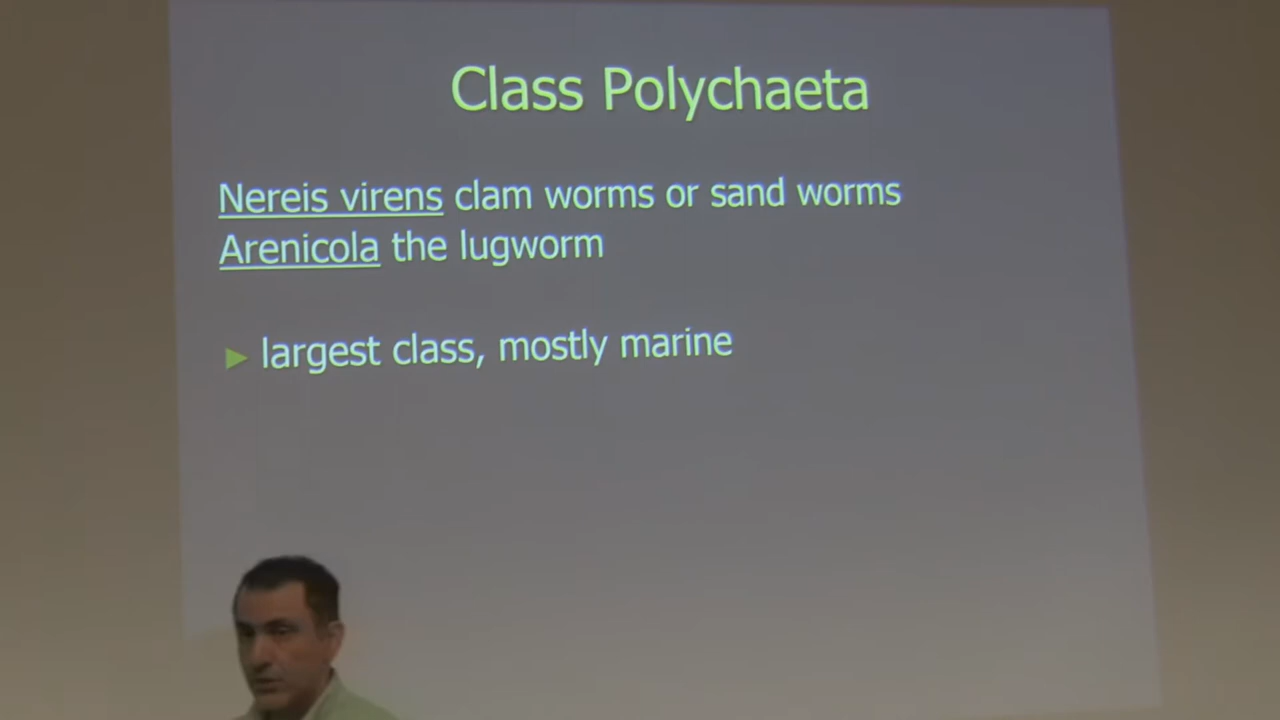 Class Polychaeta
Nereis virens clam worms or sand worms
Arenicola the lugworm
► largest class, mostly marine